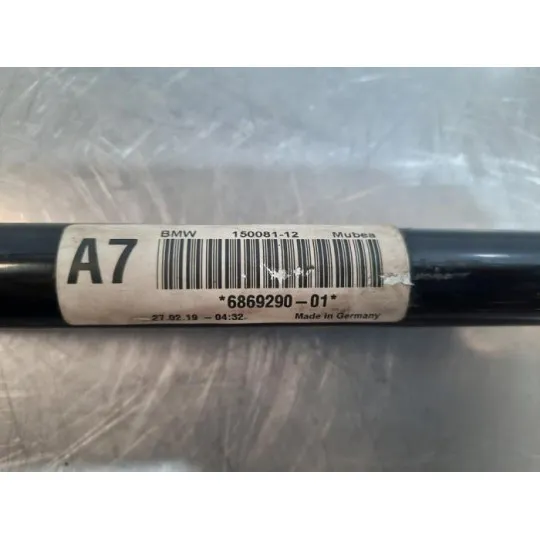 A7
BMW 150081-12 Mubea
*6869290-01*
27.02.19 - 04:32 Made in Germany